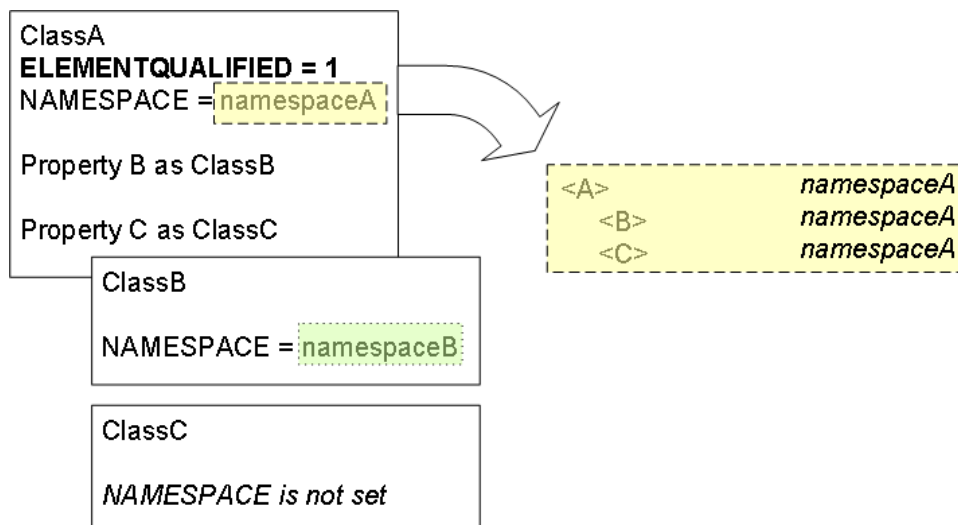 ClassA
ELEMENTQUALIFIED = 1
NAMESPACE = namespaceA
Property B as ClassB
Property C as ClassC
ClassB
NAMESPACE = namespaceB
ClassC
NAMESPACE is not set
<A> namespaceA
<B> namespaceA
<C> namespaceA